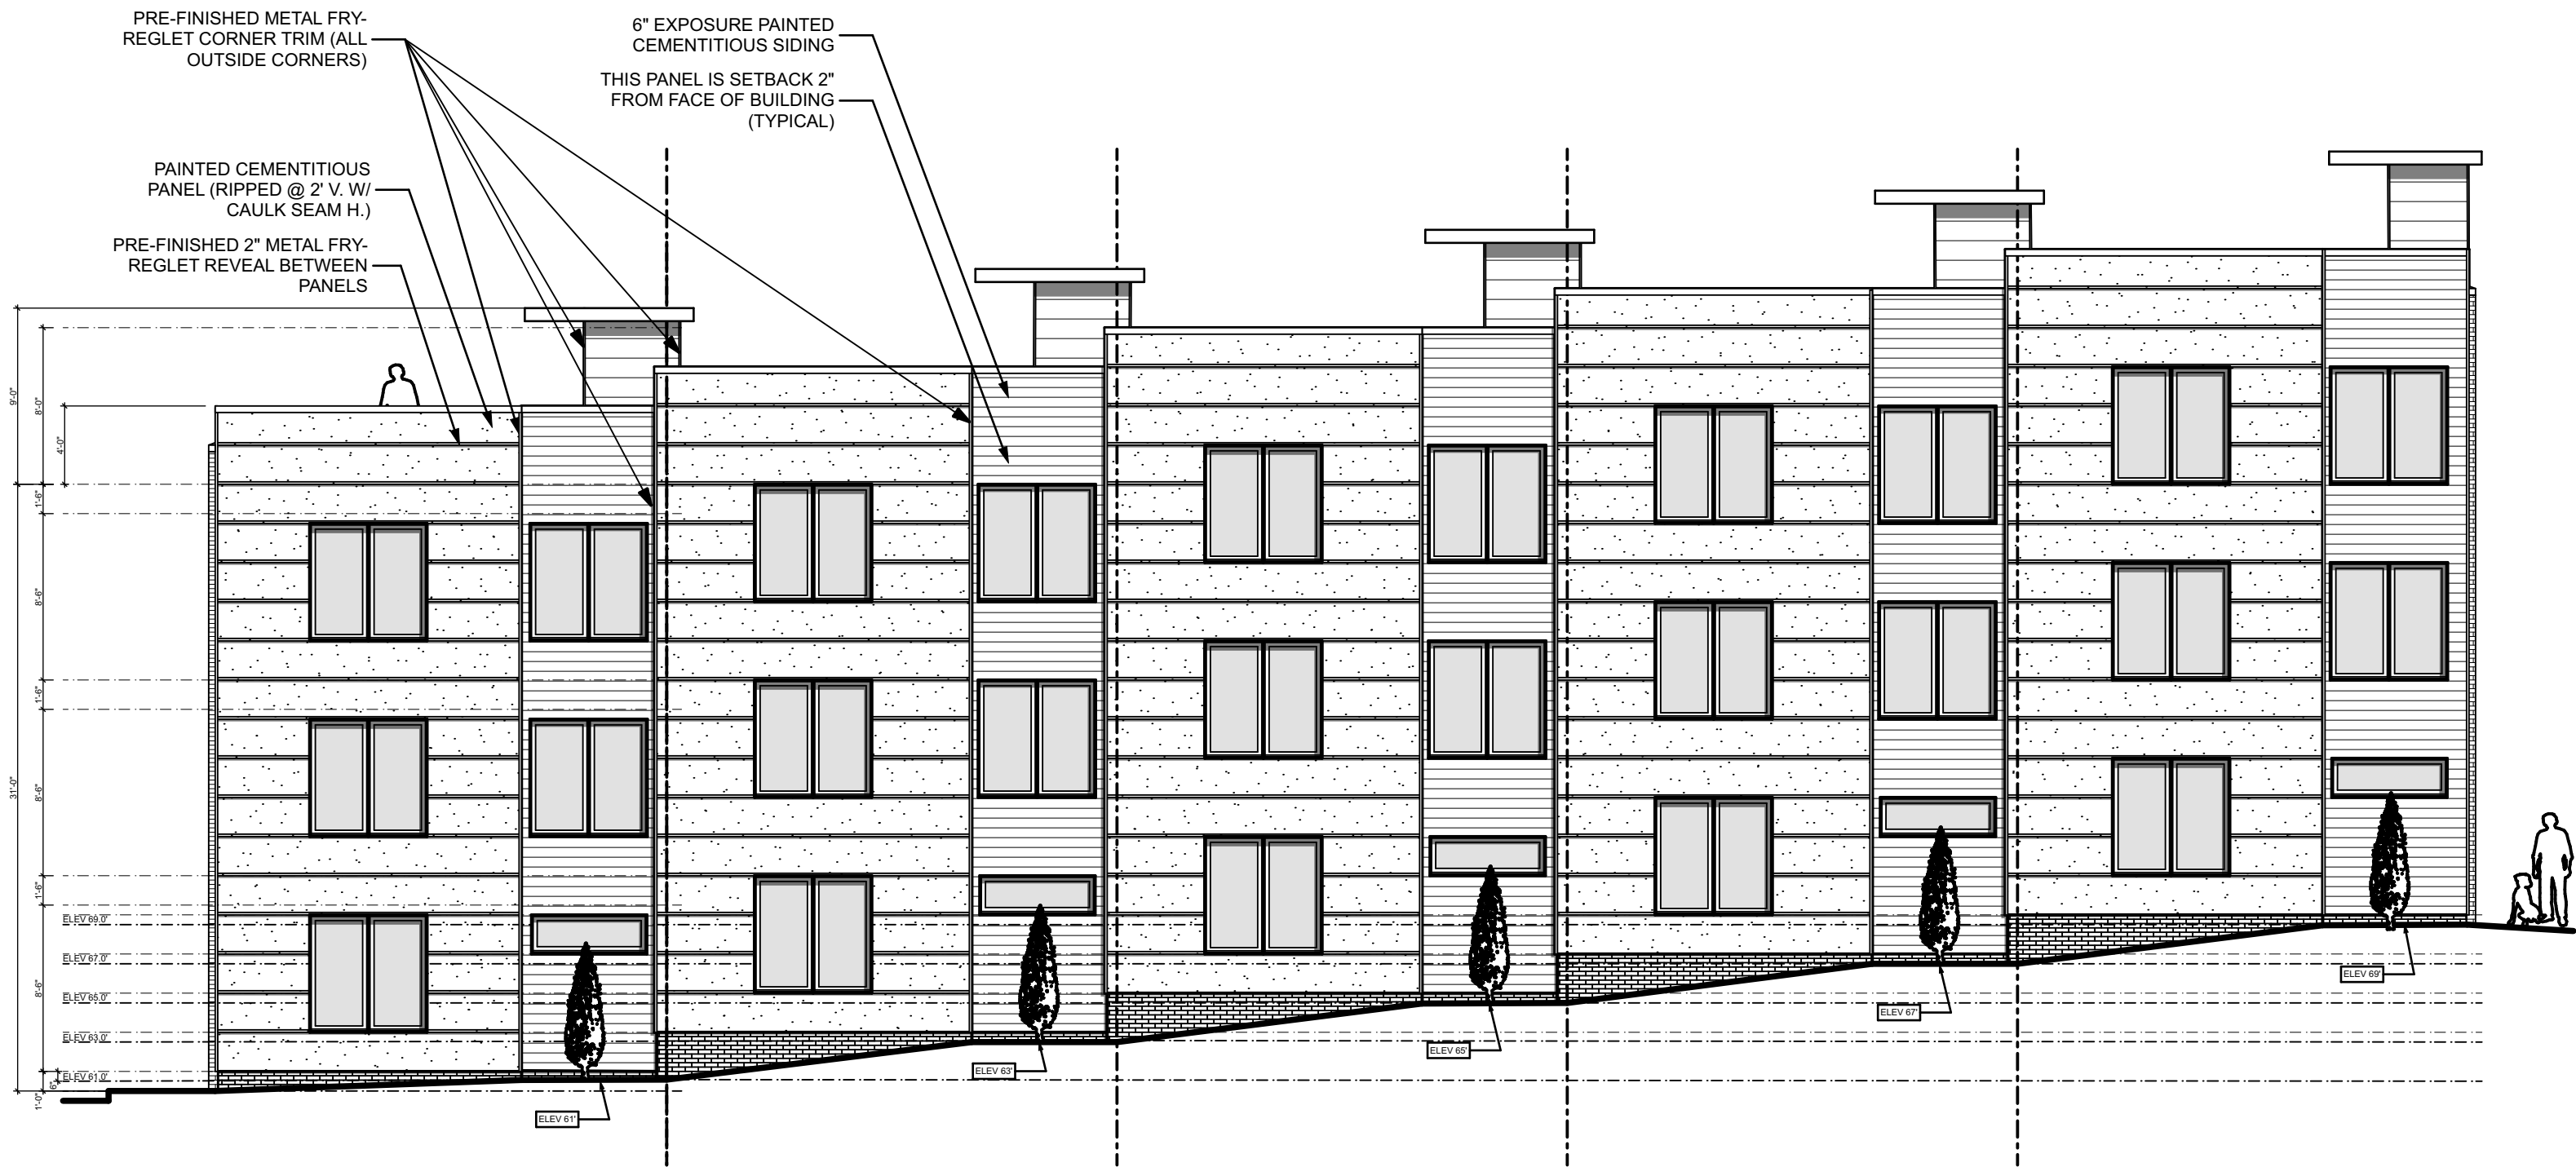 PRE-FINISHED METAL FRY-
REGLET CORNER TRIM (ALL
OUTSIDE CORNERS)
6" EXPOSURE PAINTED
CEMENTITIOUS SIDING
THIS PANEL IS SETBACK 2"
FROM FACE OF BUILDING
(TYPICAL)
PAINTED CEMENTITIOUS
PANEL (RIPPED @ 2' V. W/
CAULK SEAM H.)
PRE-FINISHED 2" METAL FRY-
REGLET REVEAL BETWEEN
PANELS
9'-0"
8'-0"
4'-0"
1'-6"
8'-6"
1'-6"
31'-0"
8'-6"
1'-6"
8'-6"
6"
1'-0"
ELEV 69.0'
ELEV 67.0'
ELEV 65.0'
ELEV 63.0'
ELEV 61.0'
ELEV 61'
ELEV 63'
ELEV 65'
ELEV 67'
ELEV 69'